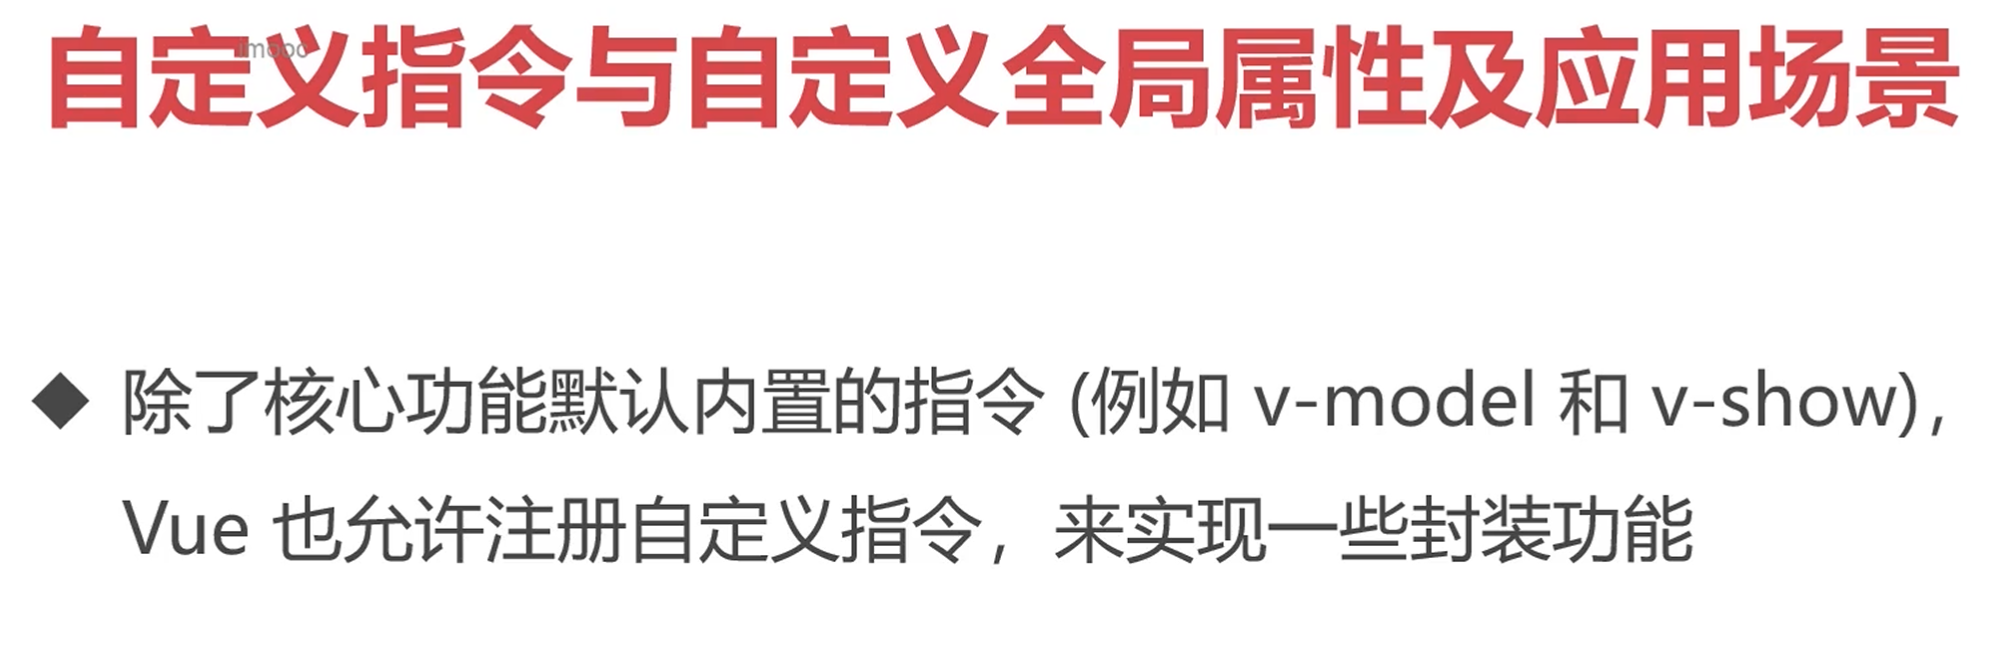 自定义指令与自定义全局属性及应用场景
imooc
◆ 除了核心功能默认内置的指令 (例如 v-model 和 v-show)，
Vue 也允许注册自定义指令，来实现一些封装功能